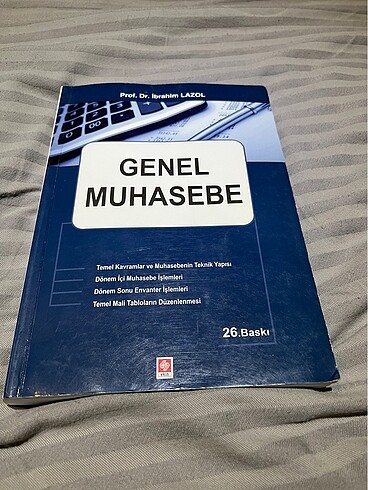 Prof. Dr. İbrahim LAZOL
GENEL
MUHASEBE
Temel Kavramlar ve Muhasebenin Teknik Yapısı
Dönem İçi Muhasebe İşlemleri
Dönem Sonu Envanter İşlemleri
Temel Mali Tabloların Düzenlenmesi
26.Baskı